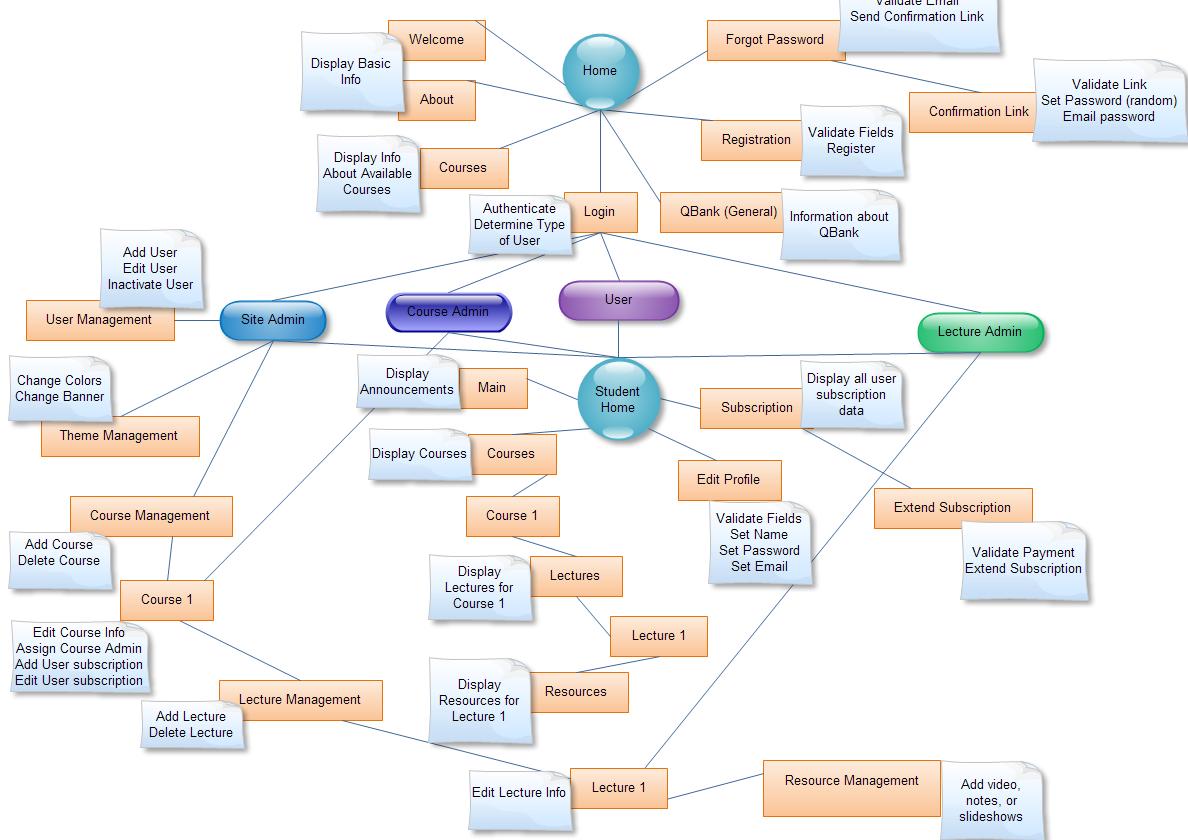 Validate Email
Send Confirmation Link
Welcome
Home
Forgot Password
Display Basic
Info
About
Validate Link
Set Password (random)
Email password
Confirmation Link
Registration
Validate Fields
Register
Display Info
About Available
Courses
Courses
Authenticate
Determine Type
of User
Login
QBank (General)
Information about
QBank
Add User
Edit User
Inactivate User
User Management
Site Admin
Course Admin
User
Lecture Admin
Change Colors
Change Banner
Theme Management
Display
Announcements
Main
Student
Home
Subscription
Display all user
subscription
data
Display Courses
Courses
Edit Profile
Validate Fields
Set Name
Set Password
Set Email
Extend Subscription
Validate Payment
Extend Subscription
Course Management
Add Course
Delete Course
Course 1
Course 1
Display
Lectures for
Course 1
Lectures
Edit Course Info
Assign Course Admin
Add User subscription
Edit User subscription
Lecture 1
Display
Resources for
Lecture 1
Resources
Lecture Management
Add Lecture
Delete Lecture
Edit Lecture Info
Lecture 1
Resource Management
Add video,
notes, or
slideshows